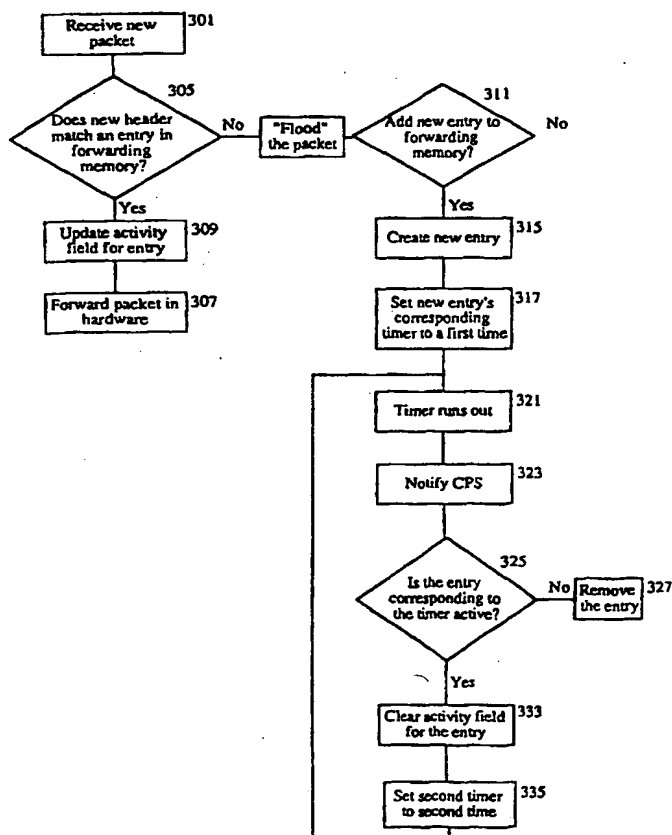 Receive new
packet
301
305
Does new header
match an entry in
forwarding
memory?
No
"Flood"
the packet
311
Add new entry to
forwarding
memory?
No
Yes
Update activity
field for entry
309
Forward packet in
hardware
307
Yes
Create new entry
315
Set new entry's
corresponding
timer to a first time
317
Timer runs out
321
Notify CPS
323
325
Is the entry
corresponding to
the timer active?
No
Remove
the entry
327
Yes
Clear activity field
for the entry
333
Set second timer
to second time
335